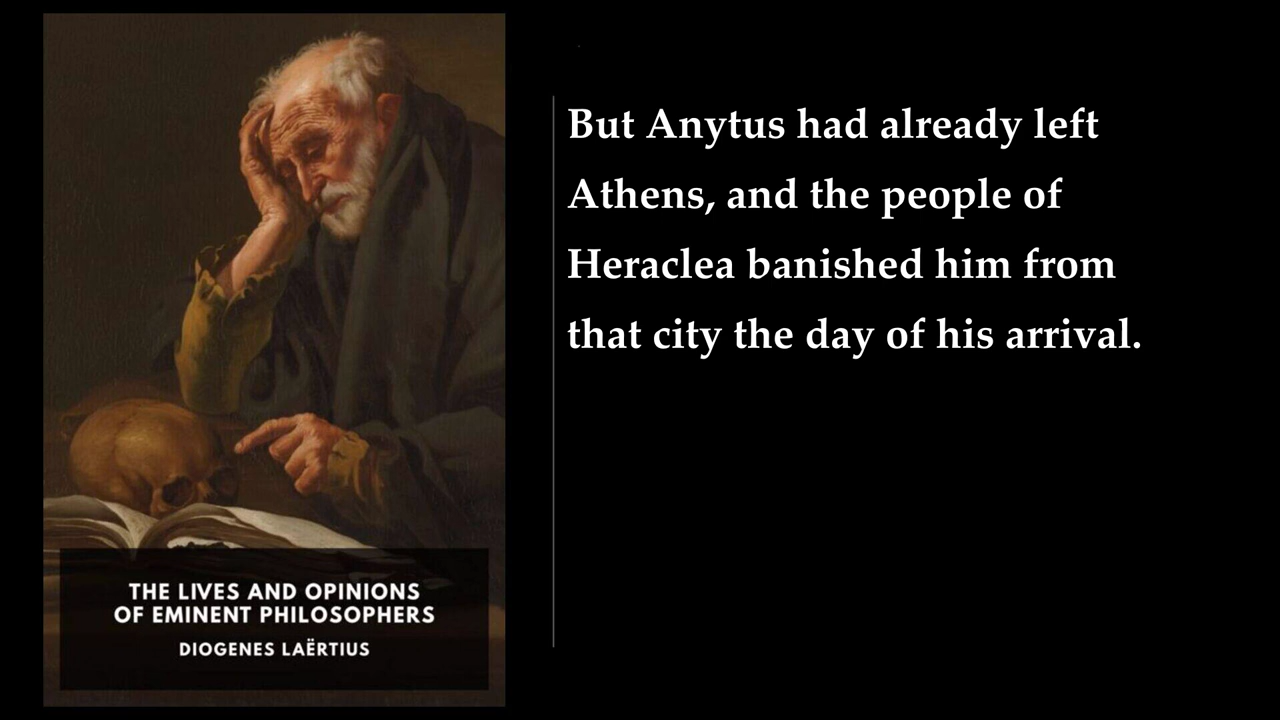 But Anytus had already left
Athens, and the people of
Heraclea banished him from
that city the day of his arrival.
THE LIVES AND OPINIONS
OF EMINENT PHILOSOPHERS
DIOGENES LAËRTIUS